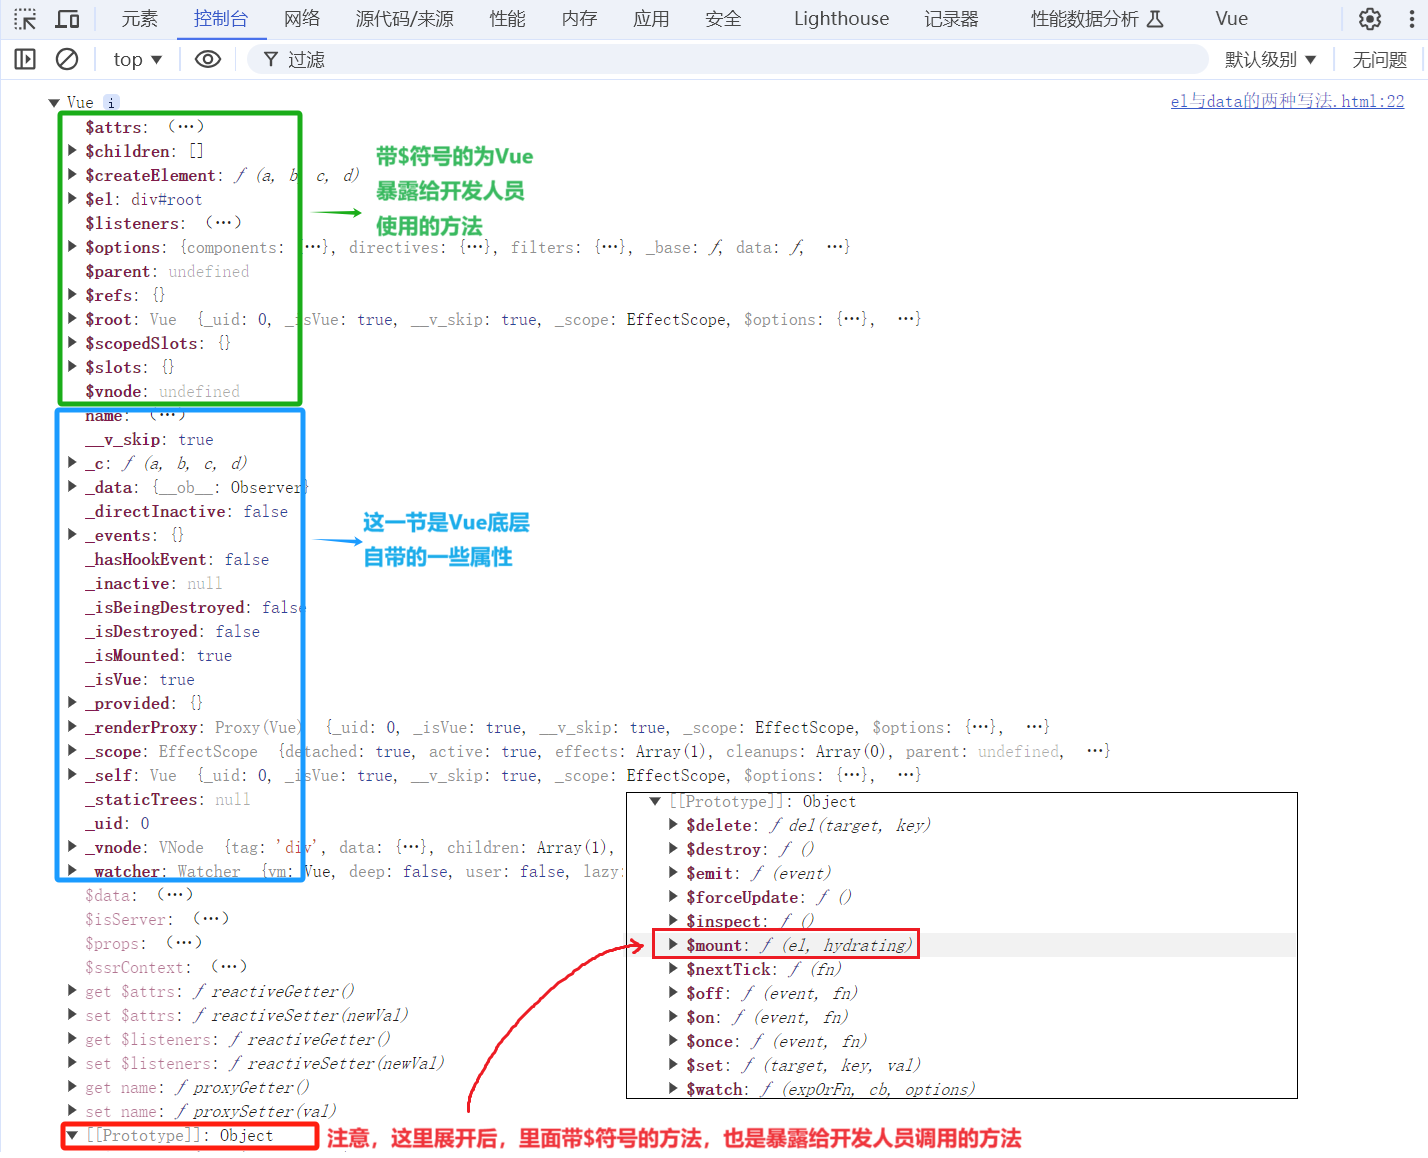 元素 控制台 网络 源代码/来源 性能 内存 应用 安全 Lighthouse 记录器 性能数据分析 Vue
top ▼ 过滤 默认级别 ▼ 无问题
▼ Vue i el与data的两种写法.html:22
$attrs: (…)
▶ $children: []
▶ $createElement: ƒ (a, b, c, d)
▶ $el: div#root
$listeners: (…)
▶ $options: {components: {…}, directives: {…}, filters: {…}, _base: ƒ, data: ƒ, …}
$parent: undefined
▶ $refs: {}
▶ $root: Vue {_uid: 0, _isVue: true, __v_skip: true, _scope: EffectScope, $options: {…}, …}
▶ $scopedSlots: {}
▶ $slots: {}
$vnode: undefined
带$符号的为Vue
暴露给开发人员
使用的方法
name: (…)
__v_skip: true
▶ _c: ƒ (a, b, c, d)
▶ _data: {__ob__: Observer}
_directInactive: false
▶ _events: {}
_hasHookEvent: false
_inactive: null
_isBeingDestroyed: false
_isDestroyed: false
_isMounted: true
_isVue: true
▶ _provided: {}
▶ _renderProxy: Proxy(Vue) {_uid: 0, _isVue: true, __v_skip: true, _scope: EffectScope, $options: {…}, …}
▶ _scope: EffectScope {detached: true, active: true, effects: Array(1), cleanups: Array(0), parent: undefined, …}
▶ _self: Vue {_uid: 0, _isVue: true, __v_skip: true, _scope: EffectScope, $options: {…}, …}
_staticTrees: null
_uid: 0
▶ _vnode: VNode {tag: 'div', data: {…}, children: Array(1),
▶ _watcher: Watcher {vm: Vue, deep: false, user: false, lazy:
这一节是Vue底层
自带的一些属性
$data: (…)
$isServer: (…)
$props: (…)
$ssrContext: (…)
▶ get $attrs: ƒ reactiveGetter()
▶ set $attrs: ƒ reactiveSetter(newVal)
▶ get $listeners: ƒ reactiveGetter()
▶ set $listeners: ƒ reactiveSetter(newVal)
▶ get name: ƒ proxyGetter()
▶ set name: ƒ proxySetter(val)
▼ [[Prototype]]: Object
注意，这里展开后，里面带$符号的方法，也是暴露给开发人员调用的方法
▼ [[Prototype]]: Object
▶ $delete: ƒ del(target, key)
▶ $destroy: ƒ ()
▶ $emit: ƒ (event)
▶ $forceUpdate: ƒ ()
▶ $inspect: ƒ ()
▶ $mount: ƒ (el, hydrating)
▶ $nextTick: ƒ (fn)
▶ $off: ƒ (event, fn)
▶ $on: ƒ (event, fn)
▶ $once: ƒ (event, fn)
▶ $set: ƒ (target, key, val)
▶ $watch: ƒ (expOrFn, cb, options)